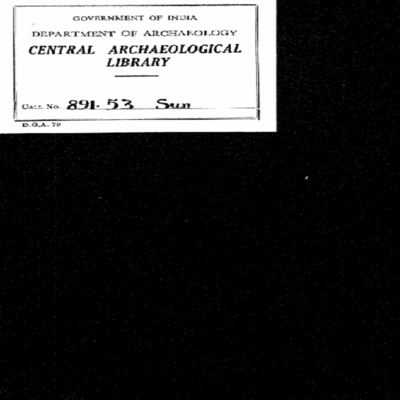 GOVERNMENT OF INDIA
DEPARTMENT OF ARCHAEOLOGY
CENTRAL ARCHAEOLOGICAL
LIBRARY
CALL No. 891.53 Sun
D.G.A. 79